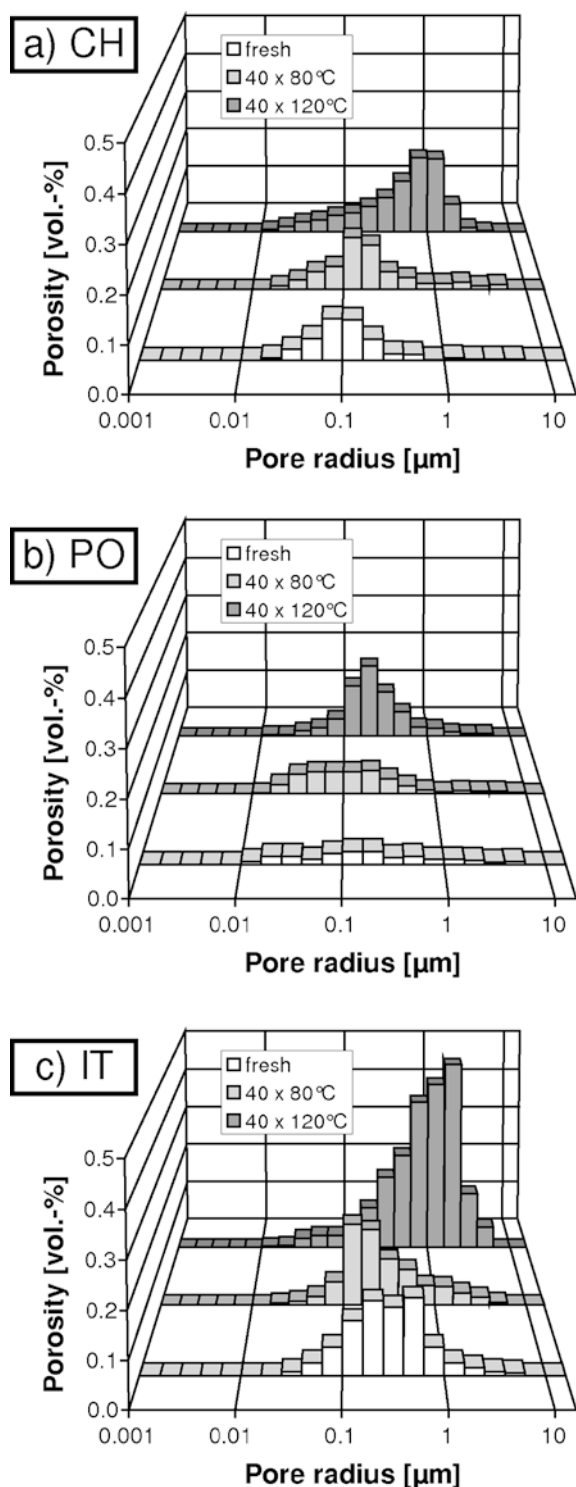 a) CH
fresh
40 x 80°C
40 x 120°C
Porosity [vol.-%]
0.5
0.4
0.3
0.2
0.1
0.0
0.001
0.01
0.1
1
10
Pore radius [µm]
b) PO
fresh
40 x 80°C
40 x 120°C
Porosity [vol.-%]
0.5
0.4
0.3
0.2
0.1
0.0
0.001
0.01
0.1
1
10
Pore radius [µm]
c) IT
fresh
40 x 80°C
40 x 120°C
Porosity [vol.-%]
0.5
0.4
0.3
0.2
0.1
0.0
0.001
0.01
0.1
1
10
Pore radius [µm]